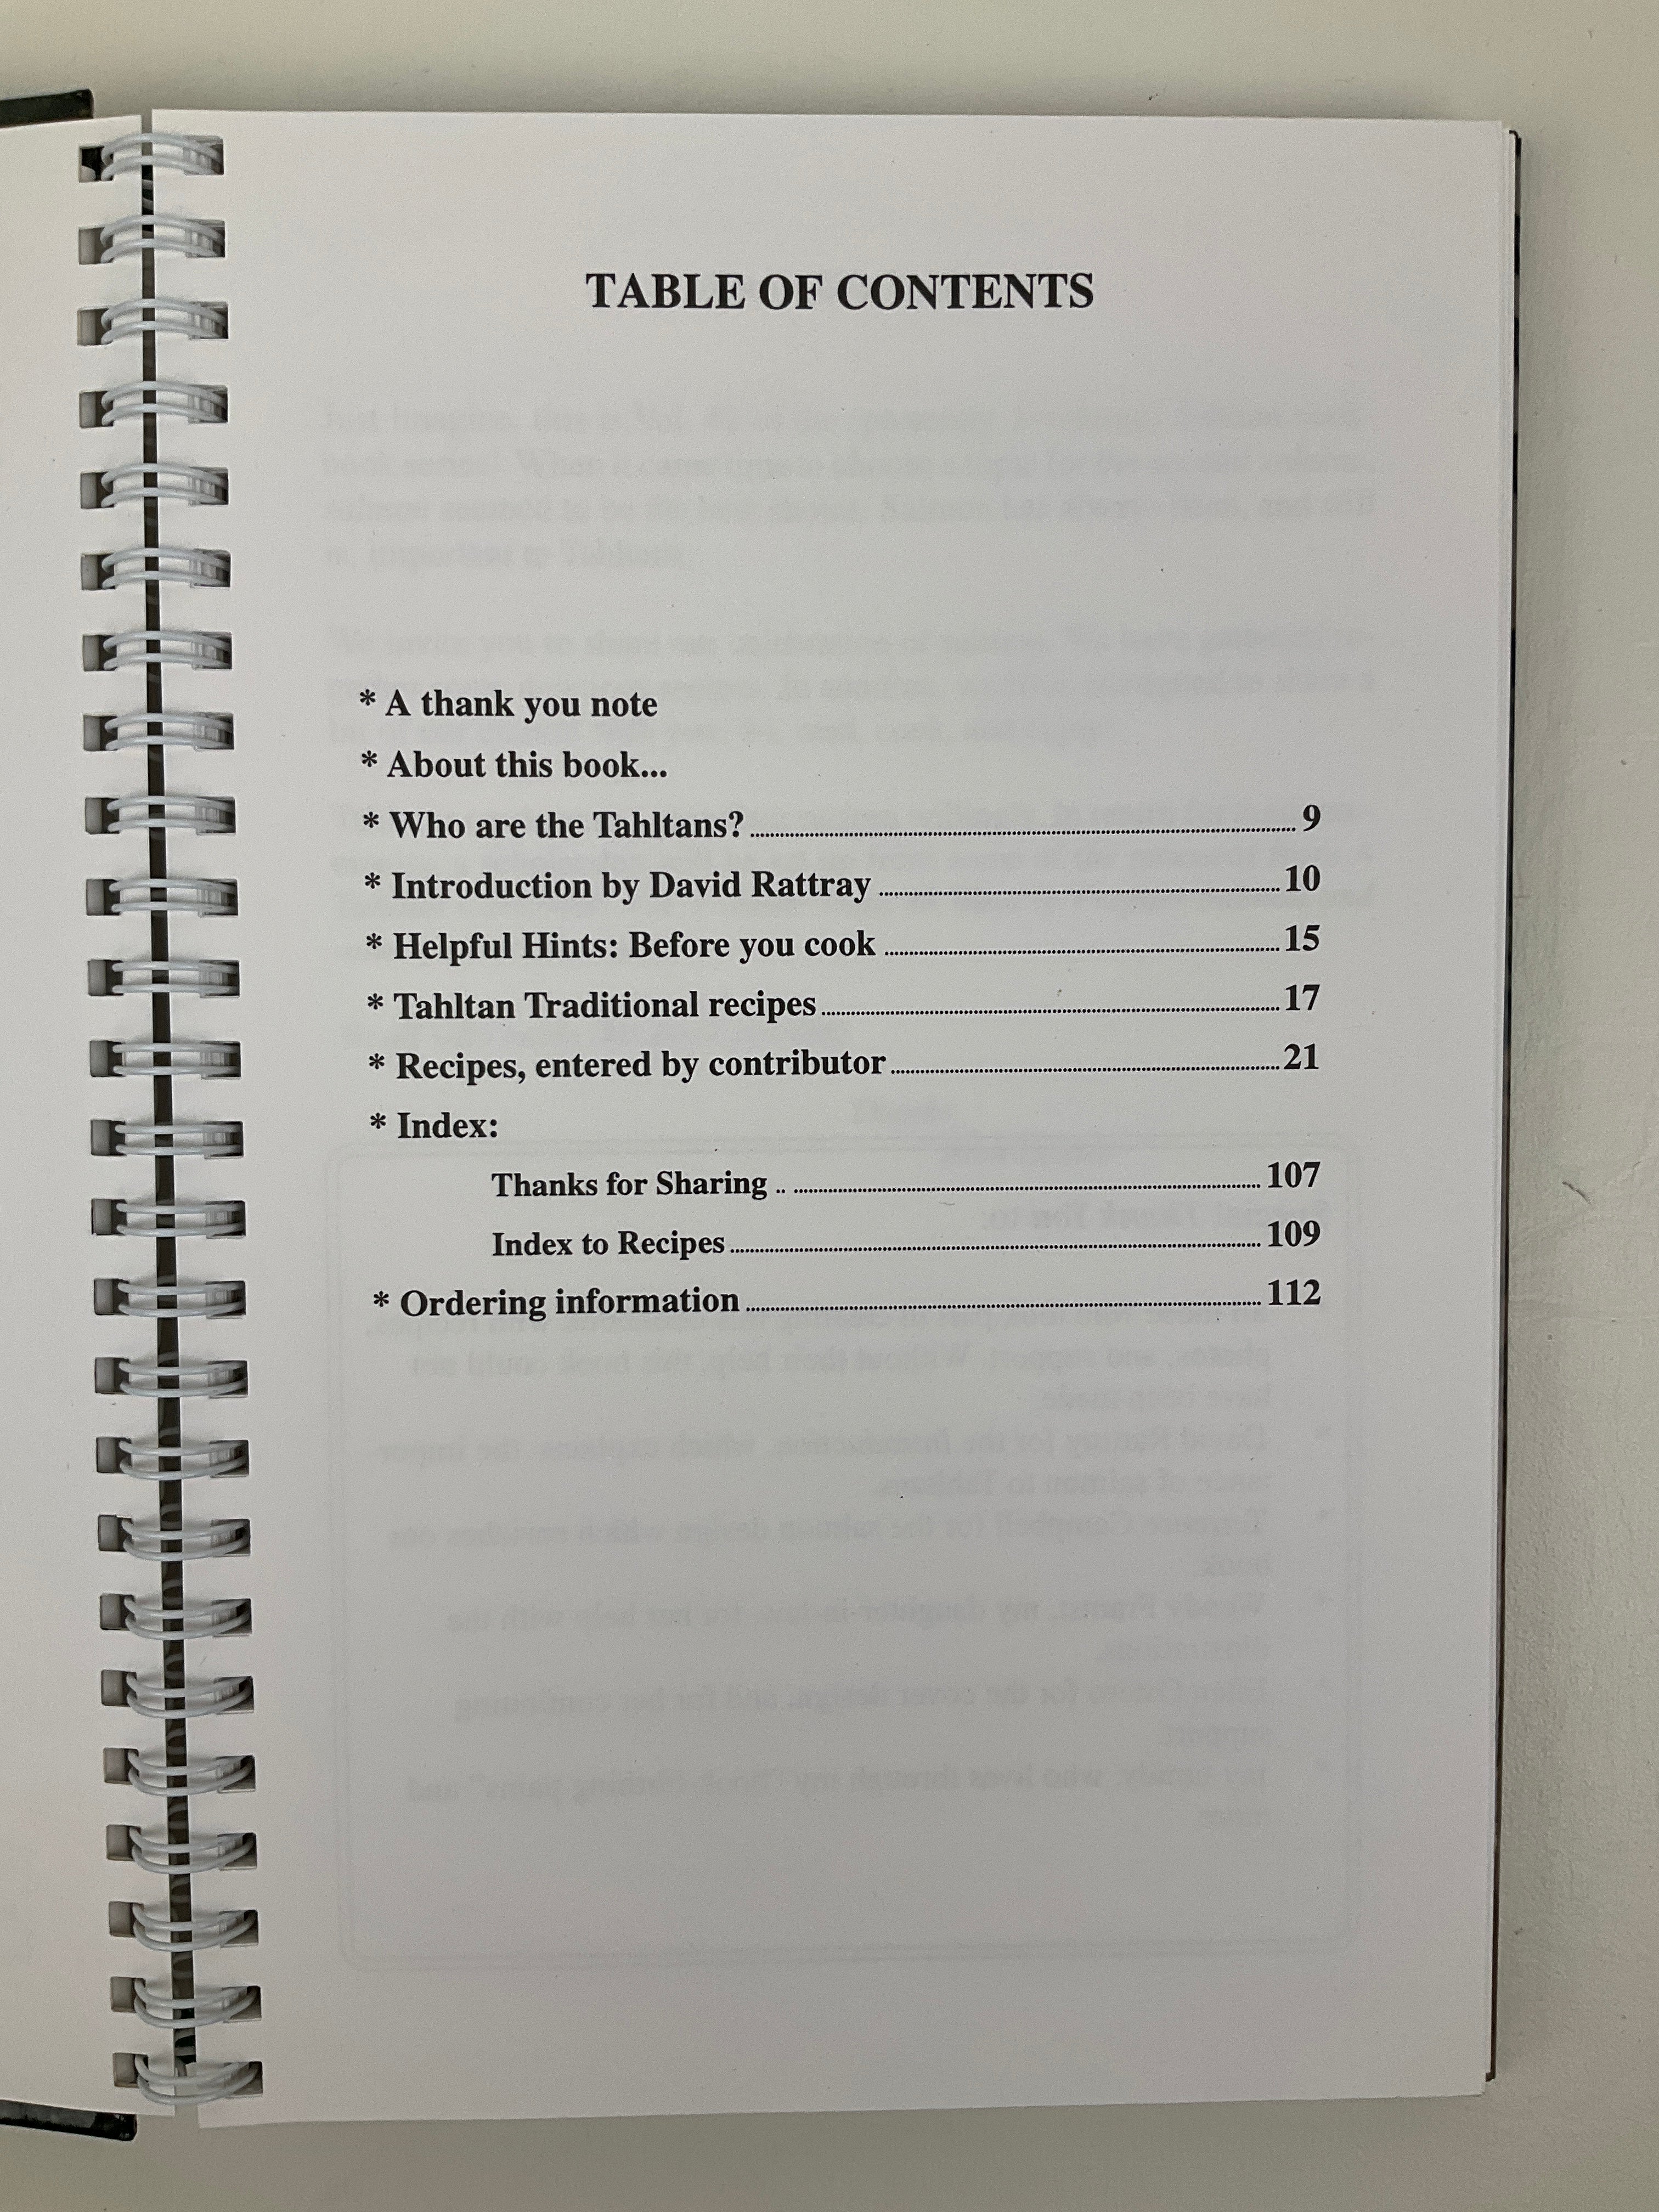 TABLE OF CONTENTS
* A thank you note
* About this book...
* Who are the Tahltans? 9
* Introduction by David Rattray 10
* Helpful Hints: Before you cook 15
* Tahltan Traditional recipes 17
* Recipes, entered by contributor 21
* Index:
Thanks for Sharing .. 107
Index to Recipes 109
* Ordering information 112